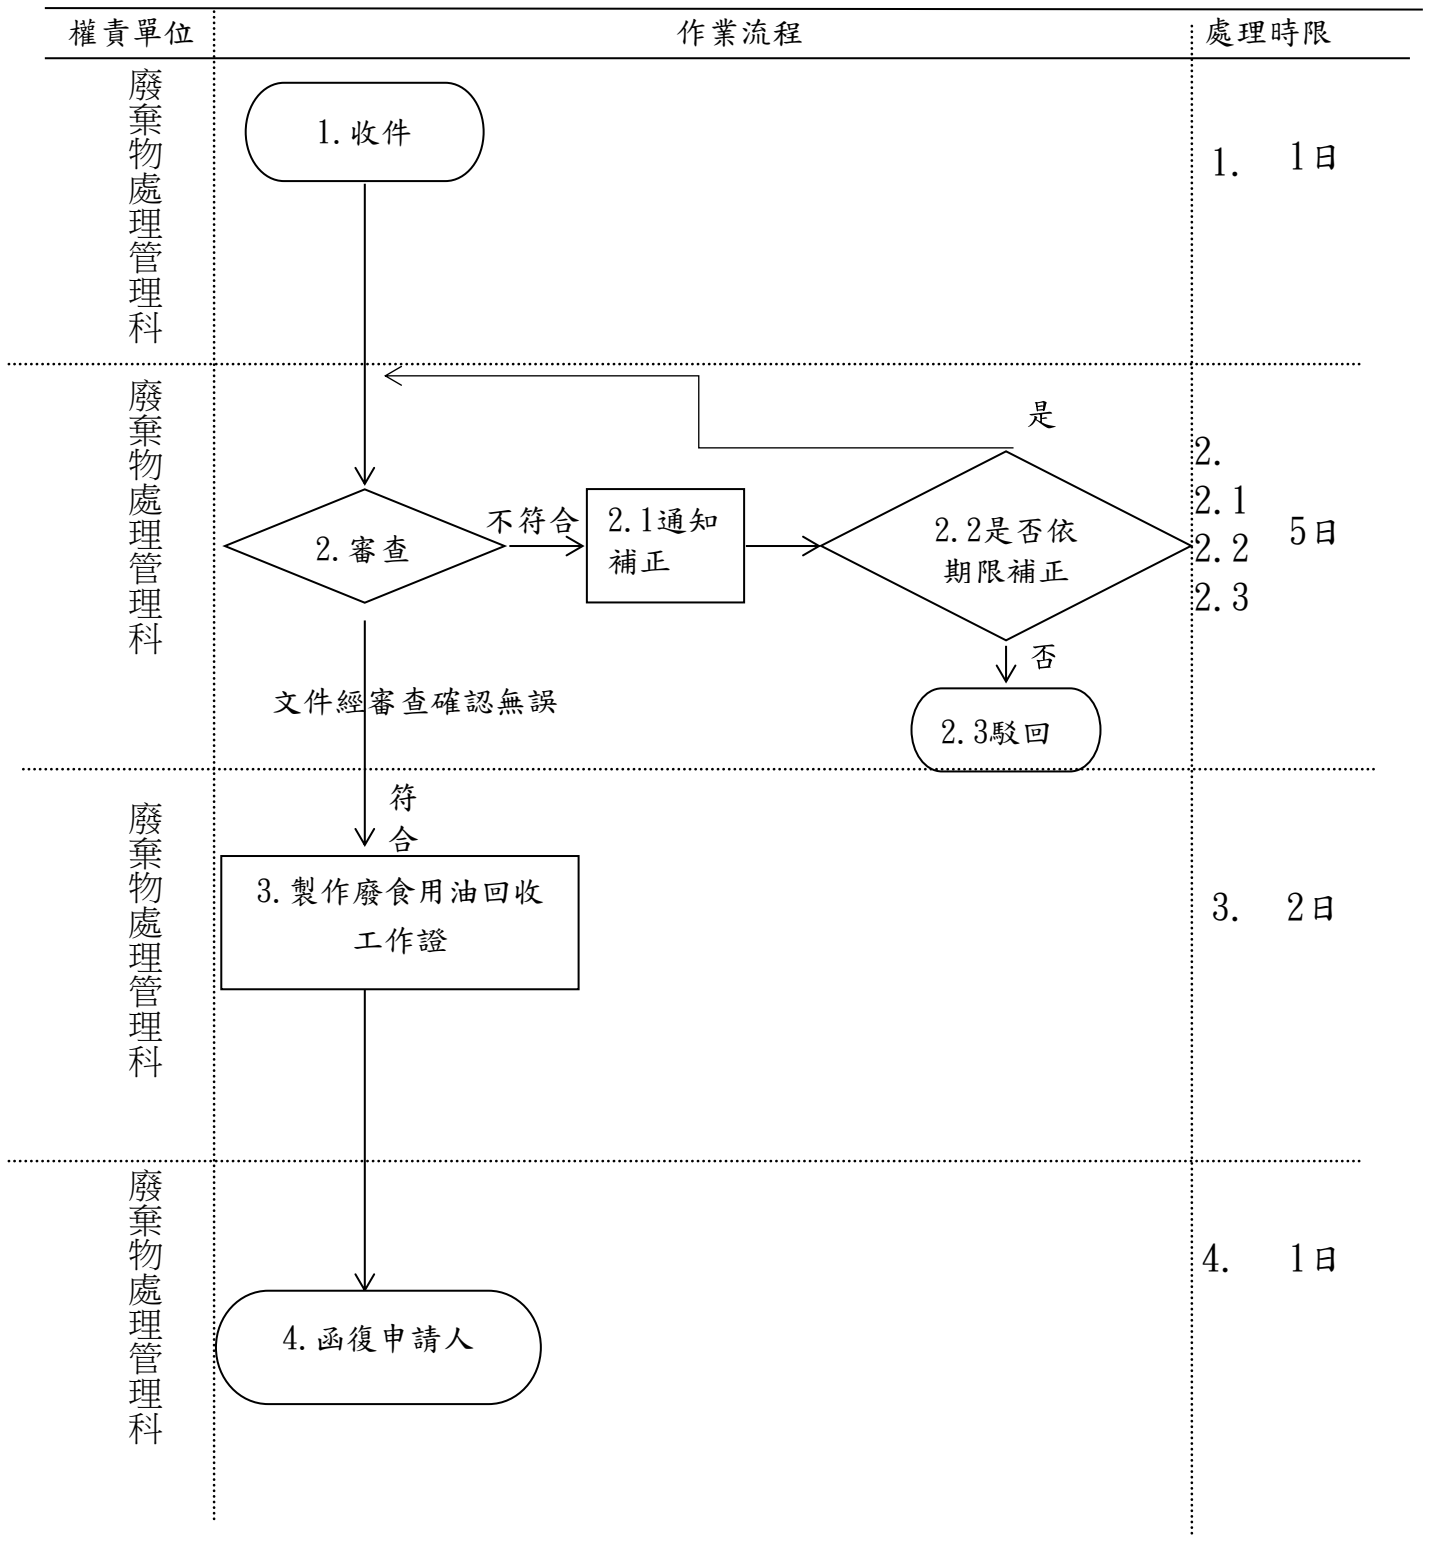 權責單位
作業流程
處理時限
廢棄物處理管理科
1.收件
1. 1日
廢棄物處理管理科
是
2.審查
不符合
2.1通知
補正
2.2是否依
期限補正
2.
2.1
2.2
2.3
5日
否
2.3駁回
文件經審查確認無誤
符
合
廢棄物處理管理科
3.製作廢食用油回收
工作證
3. 2日
廢棄物處理管理科
4.函復申請人
4. 1日